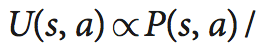 U(s, a) ∝ P(s, a) /